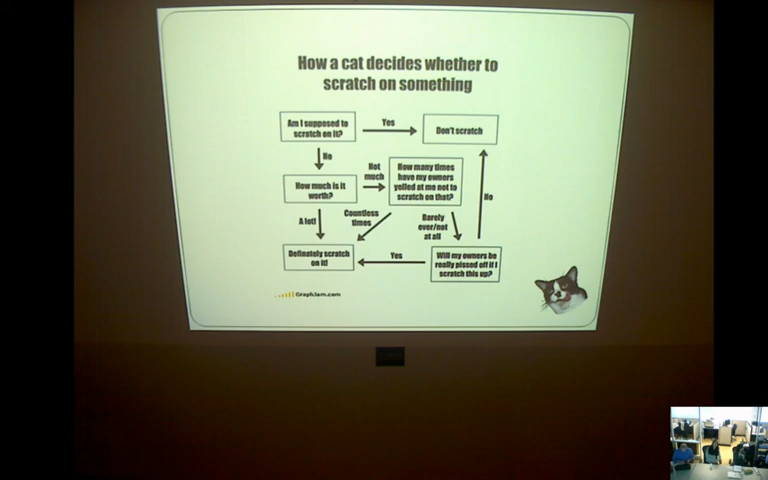 How a cat decides whether to
scratch on something
Am I supposed to
scratch on it?
Yes
Don't scratch
No
How much is it
worth?
Not
much
How many times
have my owners
yelled at me not to
scratch on that?
No
A lot!
Countless
times
Barely
ever/not
at all
Definately scratch
on it!
Yes
Will my owners be
really pissed off if I
scratch this up?
GraphJam.com